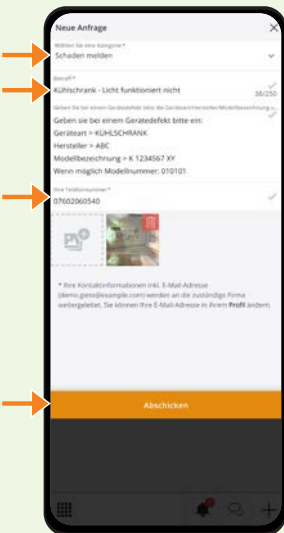 Neue Anfrage
Wählen Sie eine Kategorie *
Schaden melden
Betreff *
Kühlschrank - Licht funktioniert nicht
38/250
Geben Sie bei einem Gerätedefekt bitte die Geräteart/Hersteller/Modellbezeichnung u...
Geben sie bei einem Gerätedefekt bitte ein:
Geräteart > KÜHLSCHRANK
Hersteller > ABC
Modellbezeichnung > K 1234567 XY
Wenn möglich Modellnummer: 010101
Ihre Telefonnummer *
07602060540
* Ihre Kontaktinformationen inkl. E-Mail-Adresse
(demo.gless@example.com) werden an die zuständige Firma
weitergeleitet. Sie können Ihre E-Mail-Adresse in Ihrem Profil ändern.
Abschicken